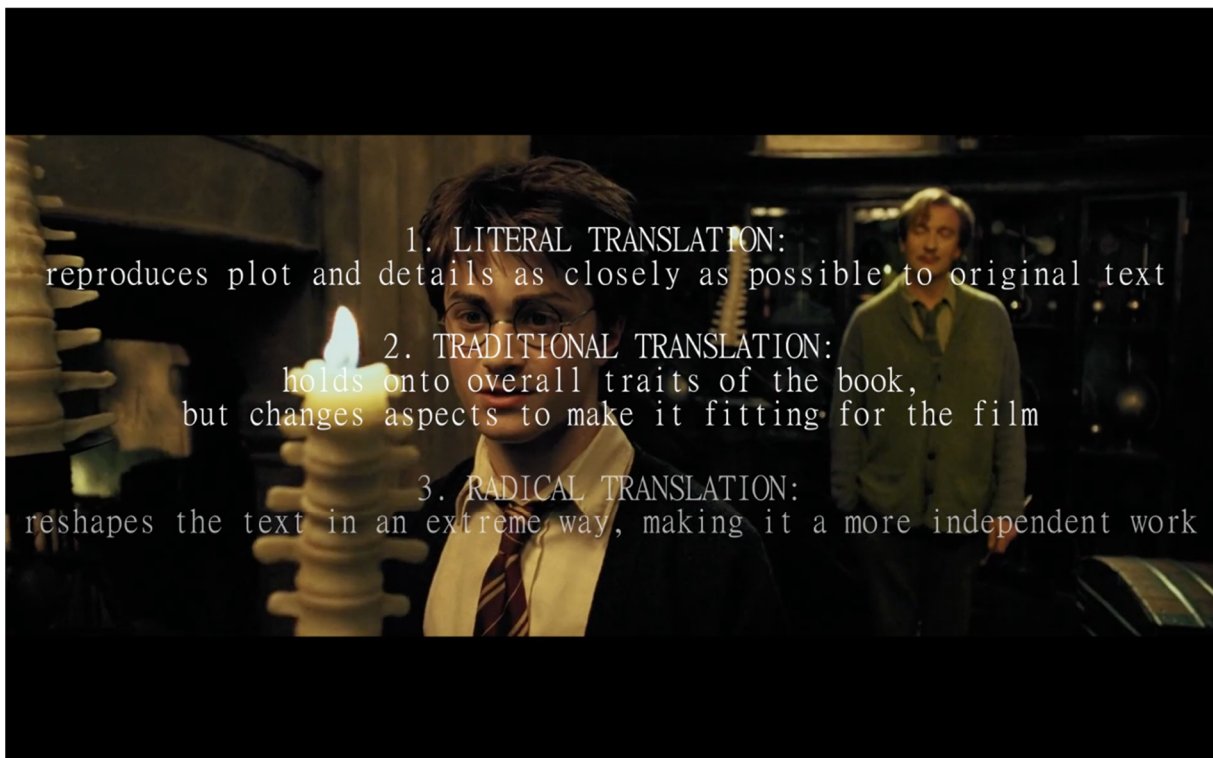 1. LITERAL TRANSLATION:
reproduces plot and details as closely as possible to original text
2. TRADITIONAL TRANSLATION:
holds onto overall traits of the book,
but changes aspects to make it fitting for the film
3. RADICAL TRANSLATION:
reshapes the text in an extreme way, making it a more independent work